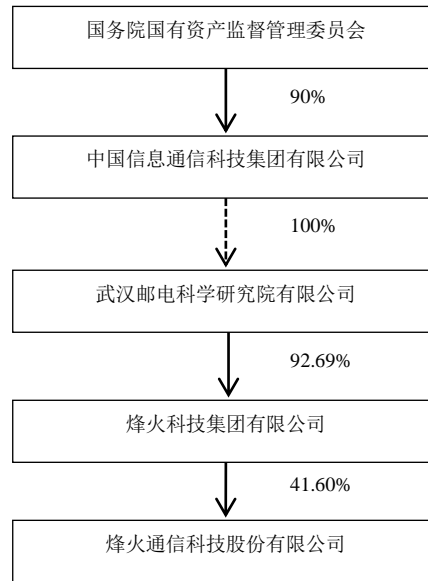 国务院国有资产监督管理委员会
90%
中国信息通信科技集团有限公司
100%
武汉邮电科学研究院有限公司
92.69%
烽火科技集团有限公司
41.60%
烽火通信科技股份有限公司